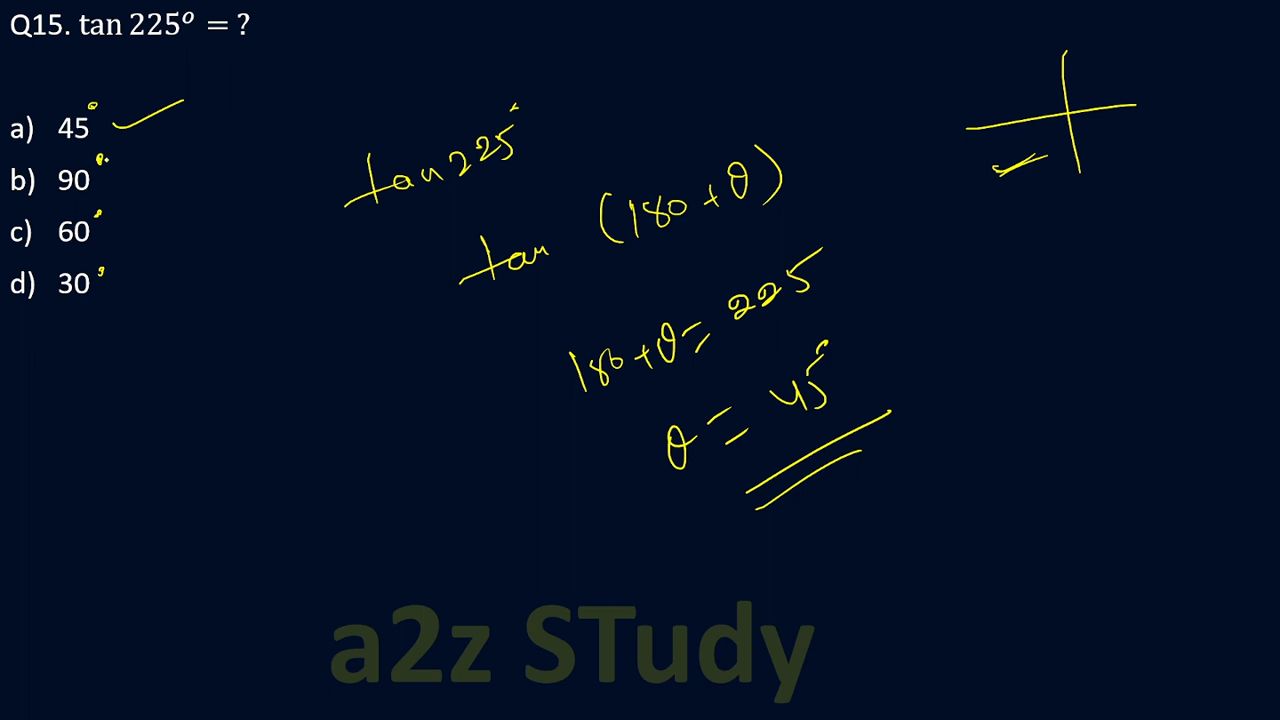 Q15. tan 225° = ?
a) 45°
b) 90°
c) 60°
d) 30°
tan 225°
tan (180 + θ)
180 + θ = 225
θ = 45°
a2z STudy